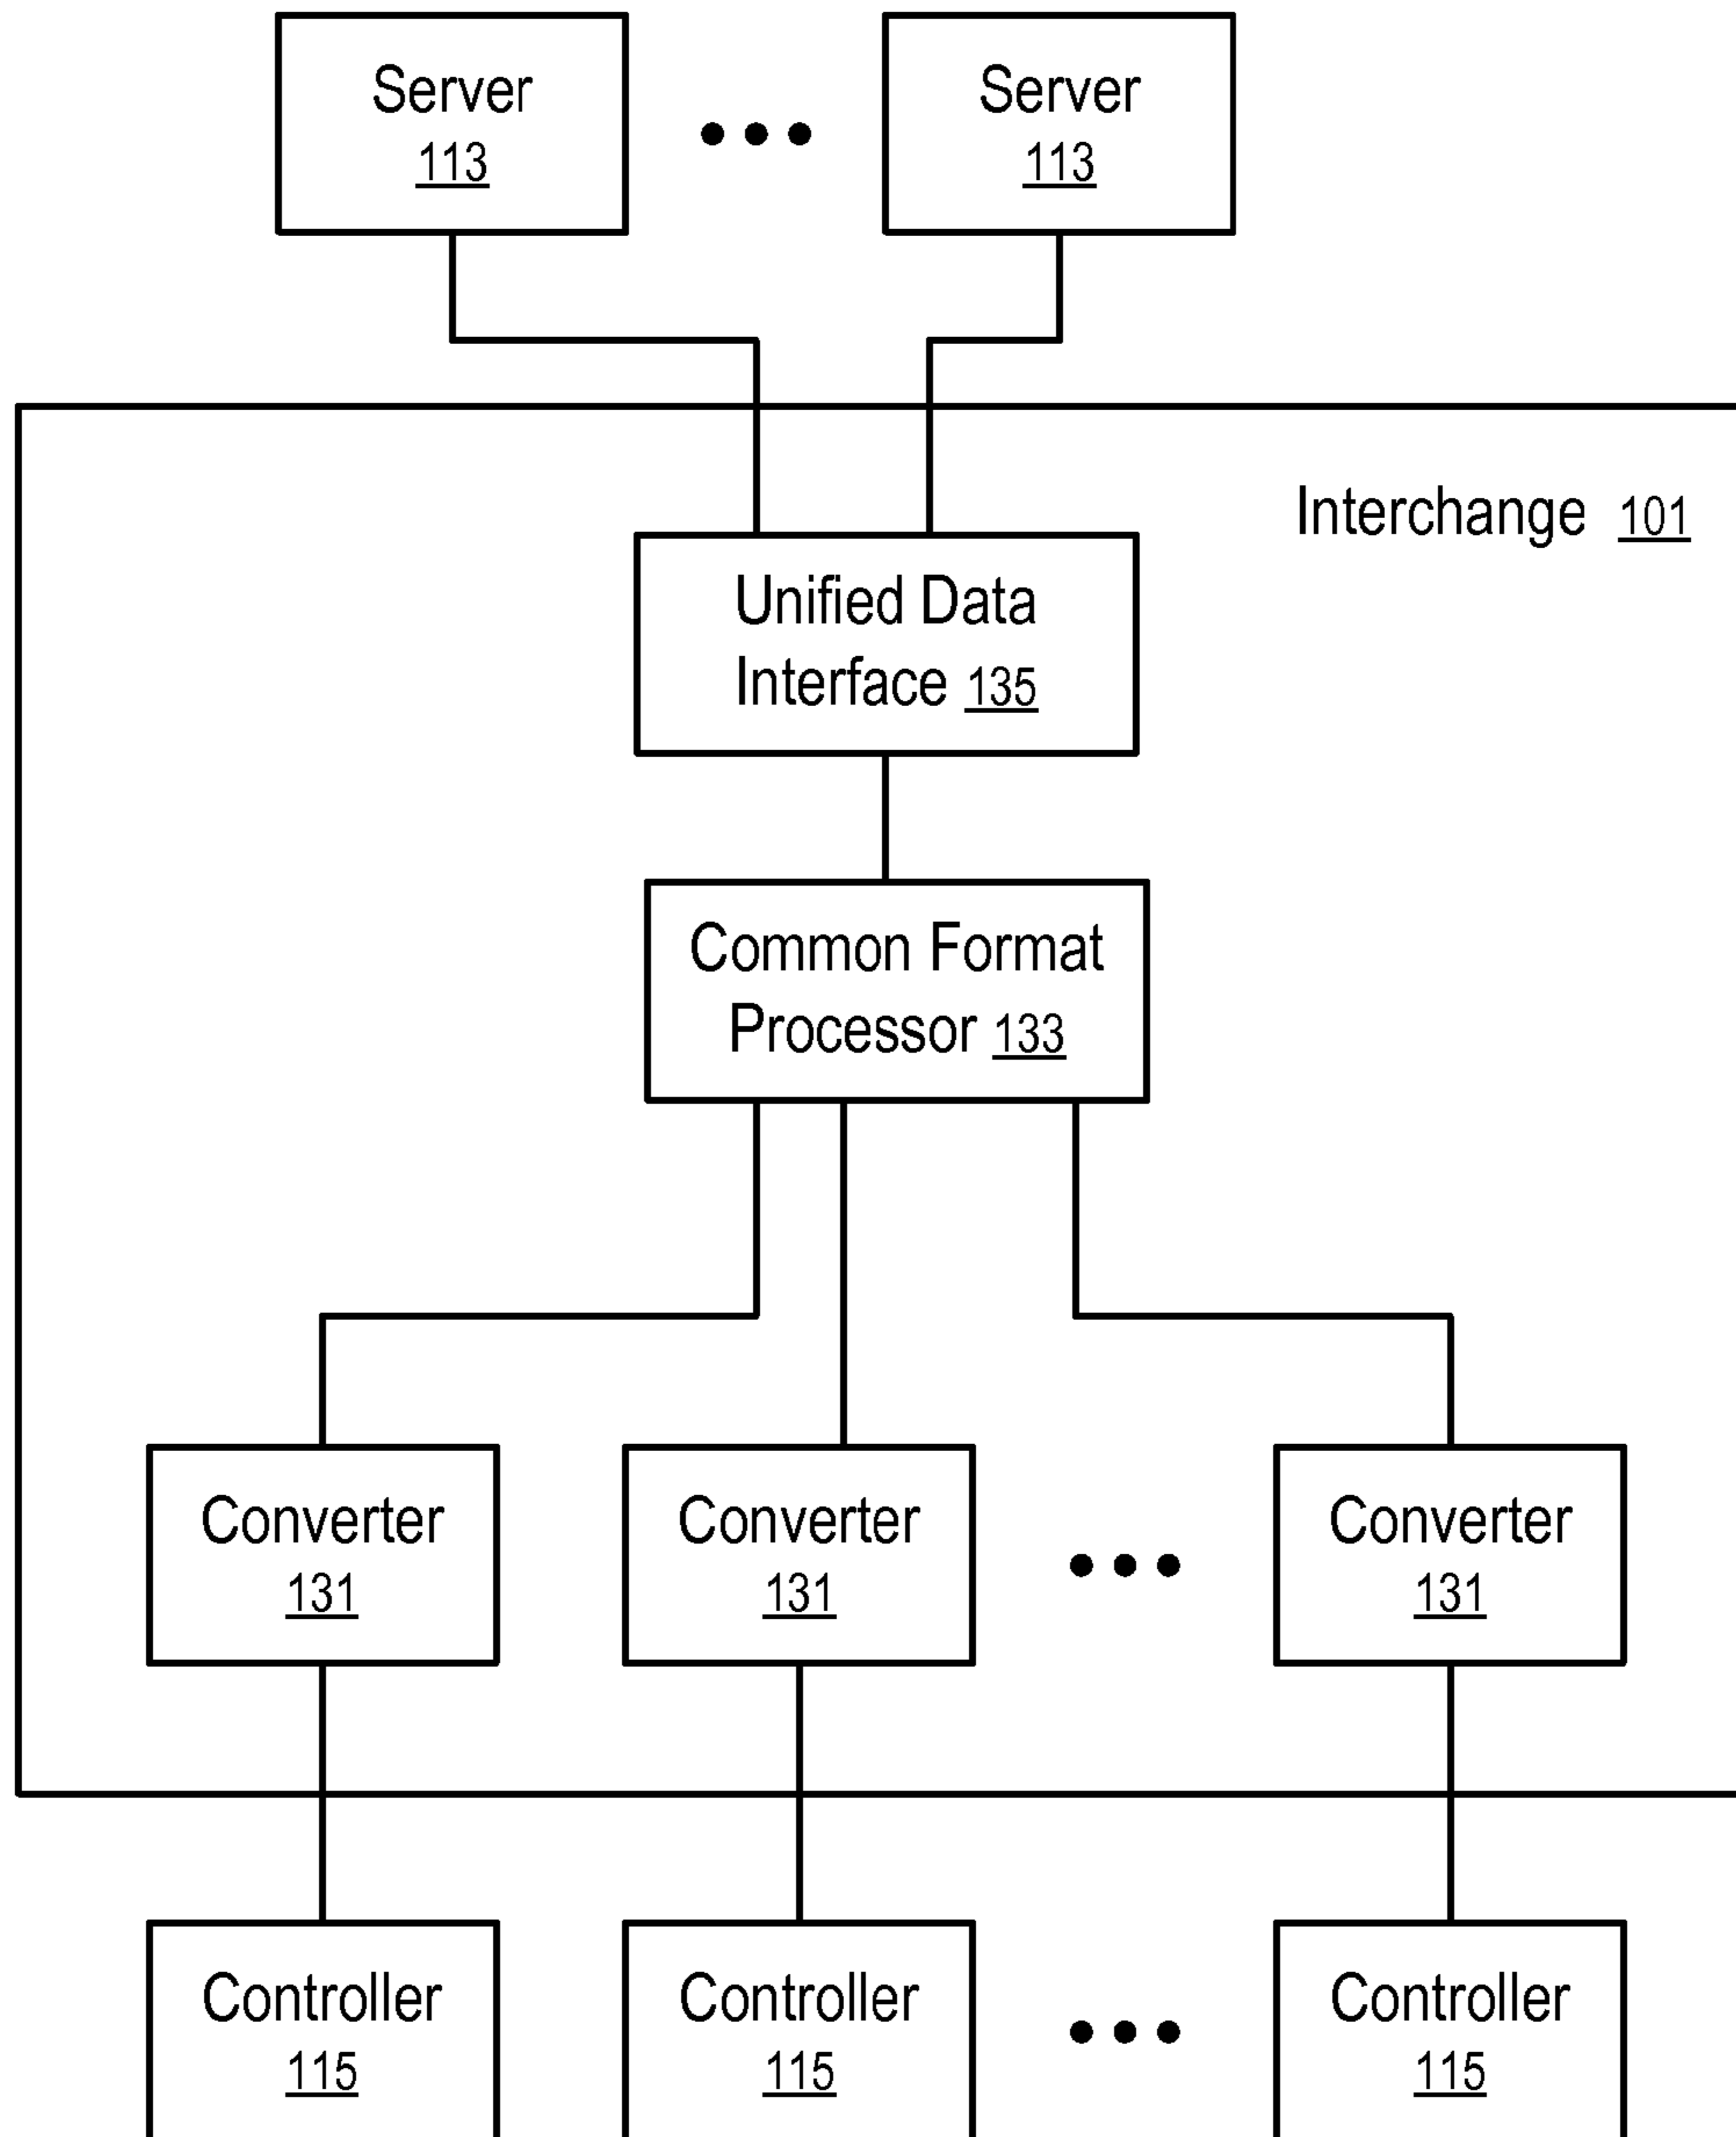 Server
113
Server
113
Interchange 101
Unified Data
Interface 135
Common Format
Processor 133
Converter
131
Converter
131
Converter
131
Controller
115
Controller
115
Controller
115